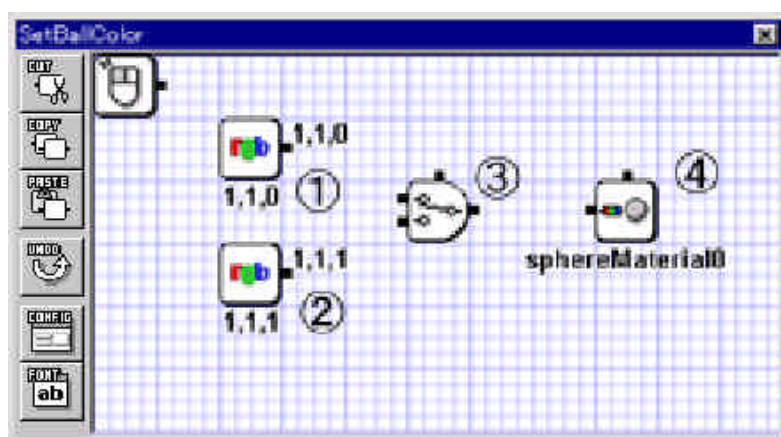 SetBallColor
CUT
COPY
PASTE
UNDO
CONFIG
FONT
ab
rgb
1,1,0
1,1,0
①
rgb
1,1,1
1,1,1
②
③
④
sphereMaterial0